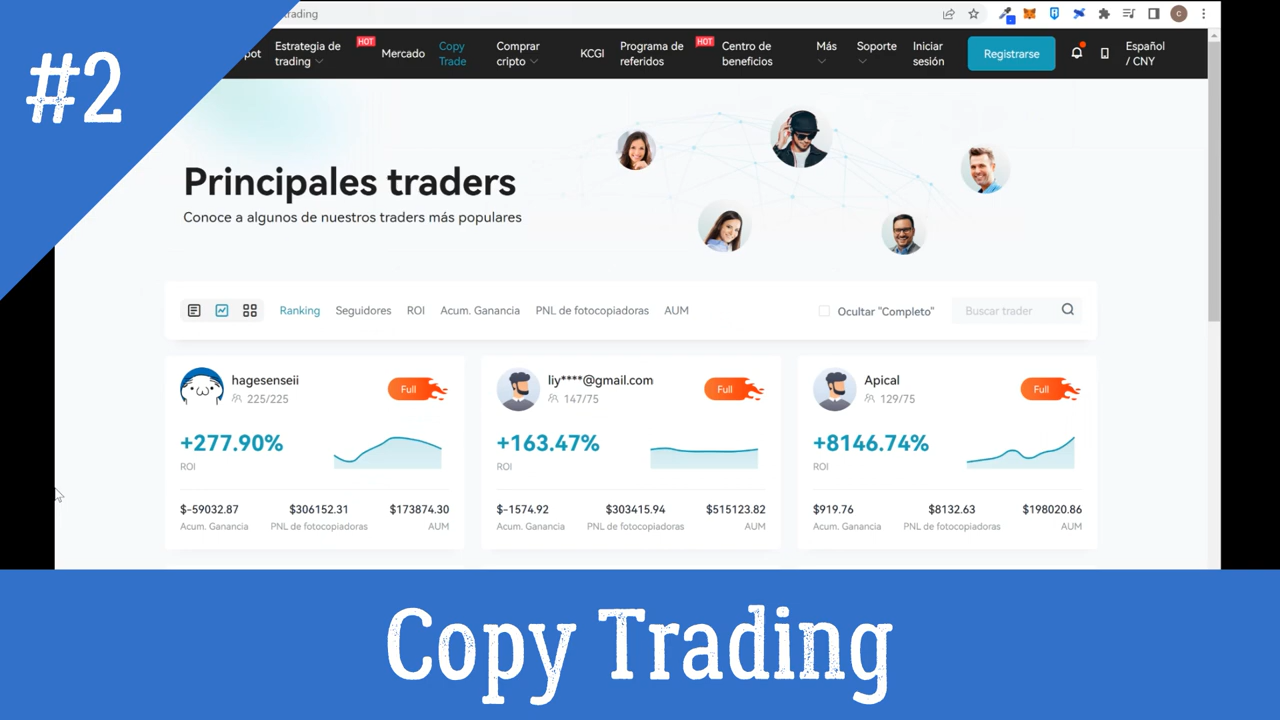 #2
rading
pot
Estrategia de
trading
HOT
Mercado
Copy
Trade
Comprar
cripto
KCGI
Programa de
referidos
HOT
Centro de
beneficios
Más
Soporte
Iniciar
sesión
Registrarse
Español
/ CNY
C
Principales traders
Conoce a algunos de nuestros traders más populares
Ranking Seguidores ROI Acum. Ganancia PNL de fotocopiadoras AUM
Ocultar "Completo"
Buscar trader
hagesenseii
225/225
Full
+277.90%
ROI
$-59032.87 $306152.31 $173874.30
Acum. Ganancia PNL de fotocopiadoras AUM
liy****@gmail.com
147/75
Full
+163.47%
ROI
$-1574.92 $303415.94 $515123.82
Acum. Ganancia PNL de fotocopiadoras AUM
Apical
129/75
Full
+8146.74%
ROI
$919.76 $8132.63 $198020.86
Acum. Ganancia PNL de fotocopiadoras AUM
Copy Trading